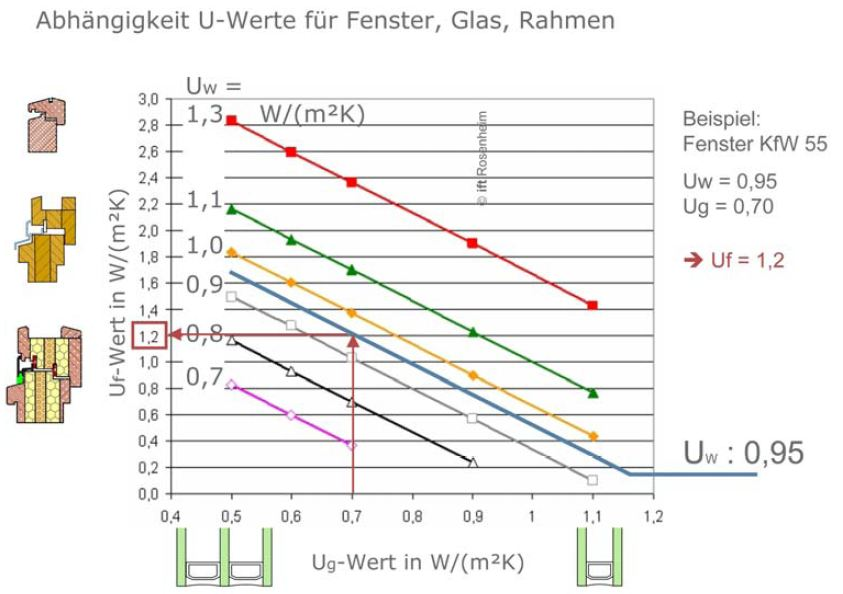 Abhängigkeit U-Werte für Fenster, Glas, Rahmen
Uw =
W/(m²K)
1,3
1,1
1,0
0,9
0,8
0,7
Uf-Wert in W/(m²K)
3,0
2,8
2,6
2,4
2,2
2,0
1,8
1,6
1,4
1,2
1,0
0,8
0,6
0,4
0,2
0,0
0,4 0,5 0,6 0,7 0,8 0,9 1 1,1 1,2
Ug-Wert in W/(m²K)
© ift Rosenheim
Beispiel:
Fenster KfW 55
Uw = 0,95
Ug = 0,70
➔ Uf = 1,2
Uw : 0,95